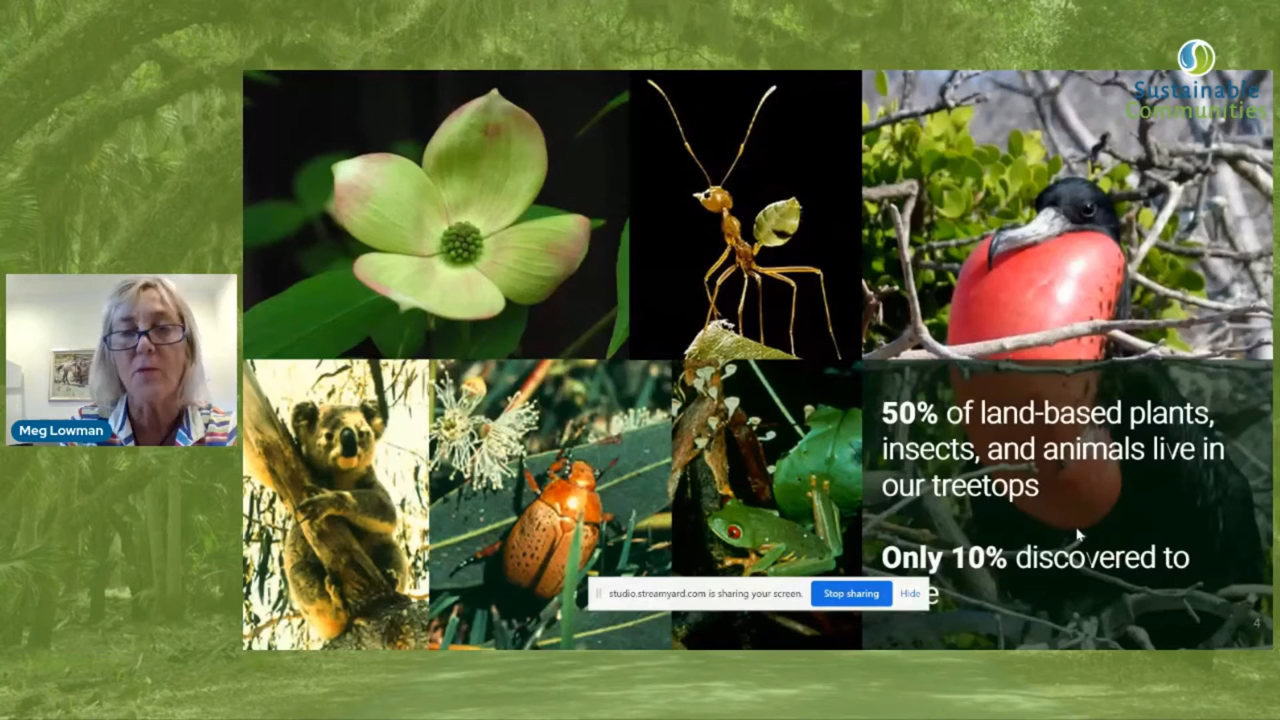 Sustainable
Communities
Meg Lowman
50% of land-based plants,
insects, and animals live in
our treetops
Only 10% discovered to
e
studio.streamyard.com is sharing your screen.
Stop sharing
Hide
4